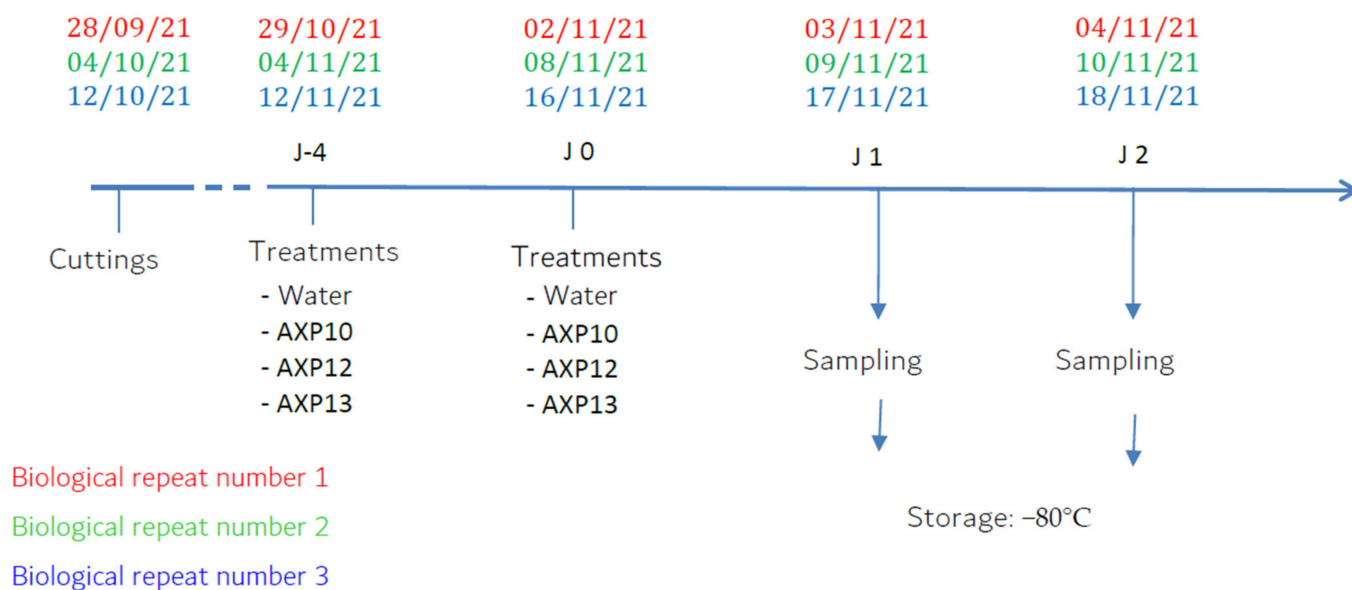 28/09/21 29/10/21 02/11/21 03/11/21 04/11/21
04/10/21 04/11/21 08/11/21 09/11/21 10/11/21
12/10/21 12/11/21 16/11/21 17/11/21 18/11/21
J-4 J 0 J 1 J 2
Cuttings
Treatments
- Water
- AXP10
- AXP12
- AXP13
Treatments
- Water
- AXP10
- AXP12
- AXP13
Sampling
Sampling
Storage: –80°C
Biological repeat number 1
Biological repeat number 2
Biological repeat number 3